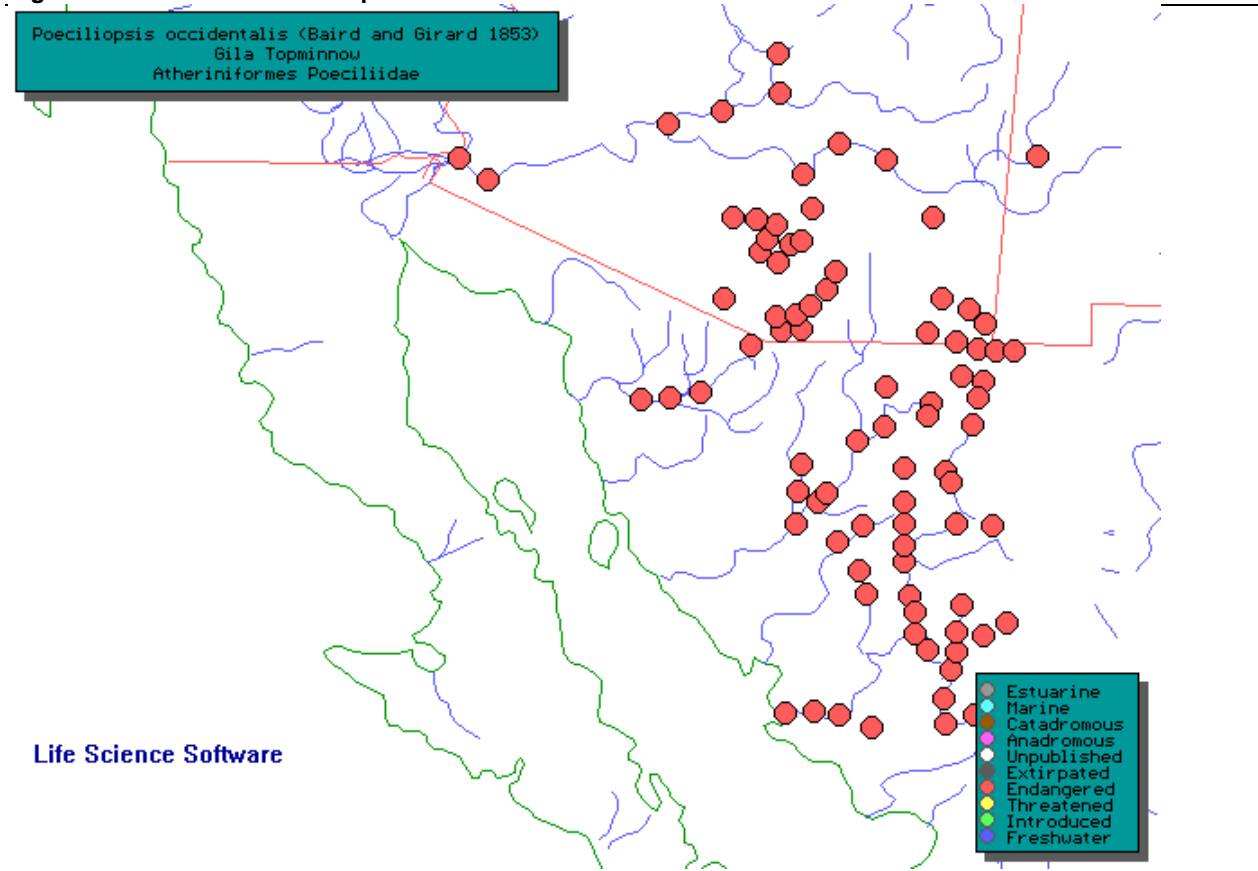 Poeciliopsis occidentalis (Baird and Girard 1853)
Gila Topminnow
Atheriniformes Poeciliidae
Life Science Software
Estuarine
Marine
Catadromous
Anadromous
Unpublished
Extirpated
Endangered
Threatened
Introduced
Freshwater